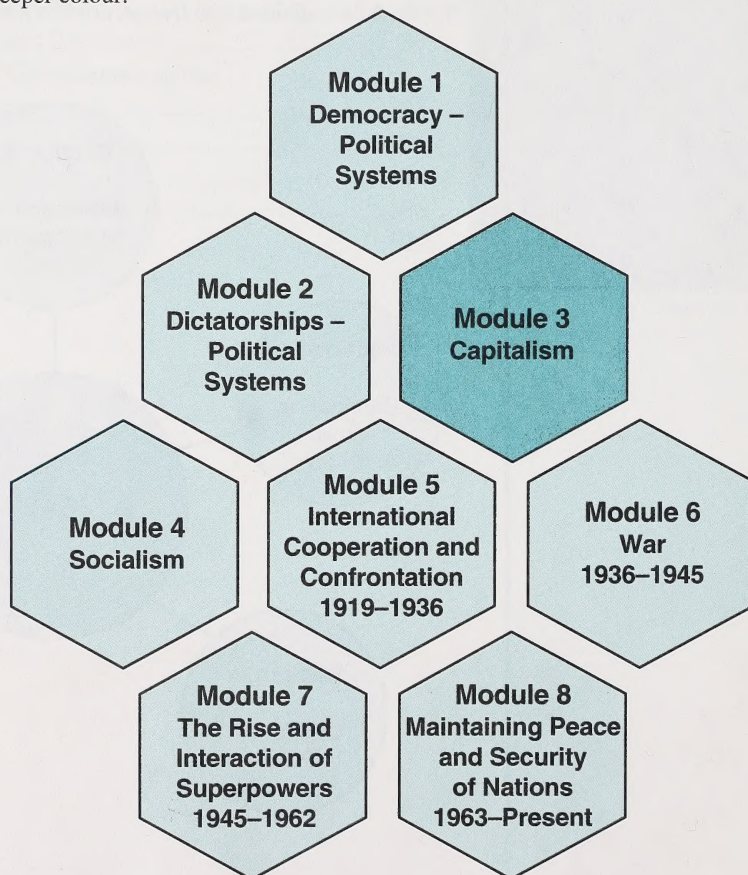 eeper colour.
Module 1
Democracy –
Political
Systems
Module 2
Dictatorships –
Political
Systems
Module 3
Capitalism
Module 4
Socialism
Module 5
International
Cooperation and
Confrontation
1919–1936
Module 6
War
1936–1945
Module 7
The Rise and
Interaction of
Superpowers
1945–1962
Module 8
Maintaining Peace
and Security
of Nations
1963–Present